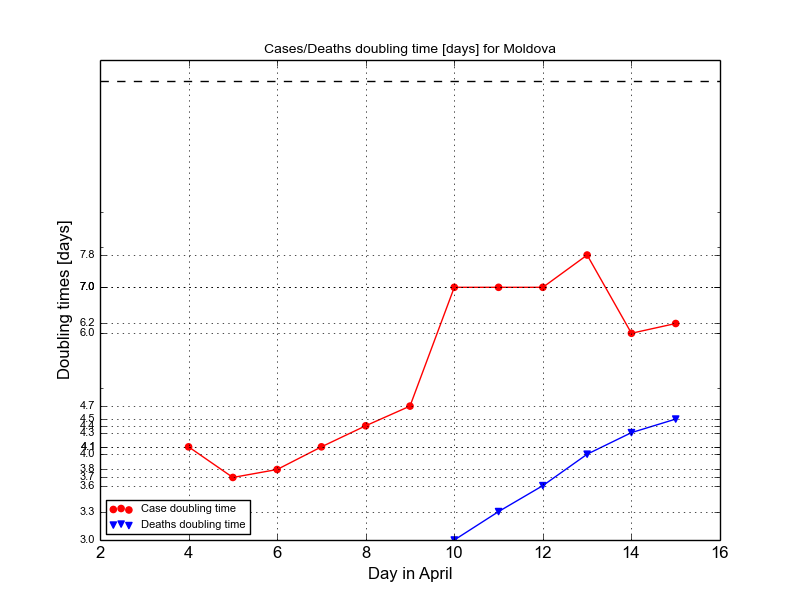 Cases/Deaths doubling time [days] for Moldova
Doubling times [days]
7.8
7.0
6.2
6.0
4.7
4.5
4.4
4.3
4.1
4.0
3.8
3.7
3.6
3.3
3.0
Case doubling time
Deaths doubling time
2 4 6 8 10 12 14 16
Day in April